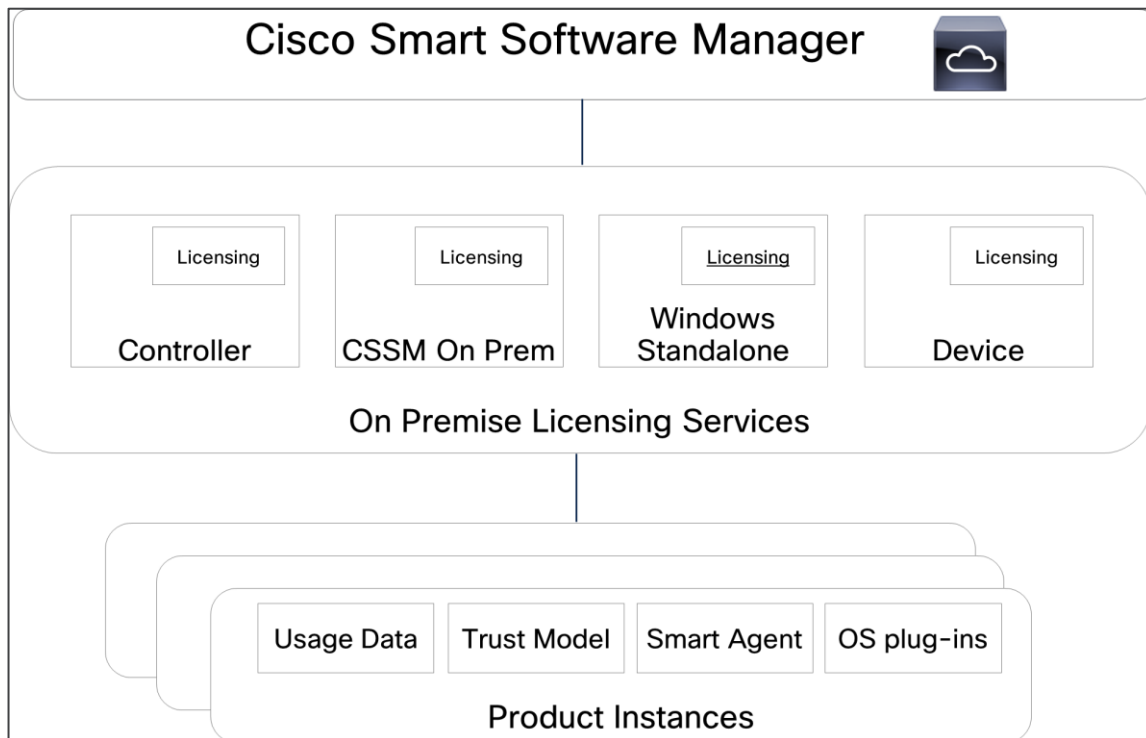 Cisco Smart Software Manager
Licensing
Licensing
Licensing
Licensing
Controller
CSSM On Prem
Windows
Standalone
Device
On Premise Licensing Services
Usage Data
Trust Model
Smart Agent
OS plug-ins
Product Instances